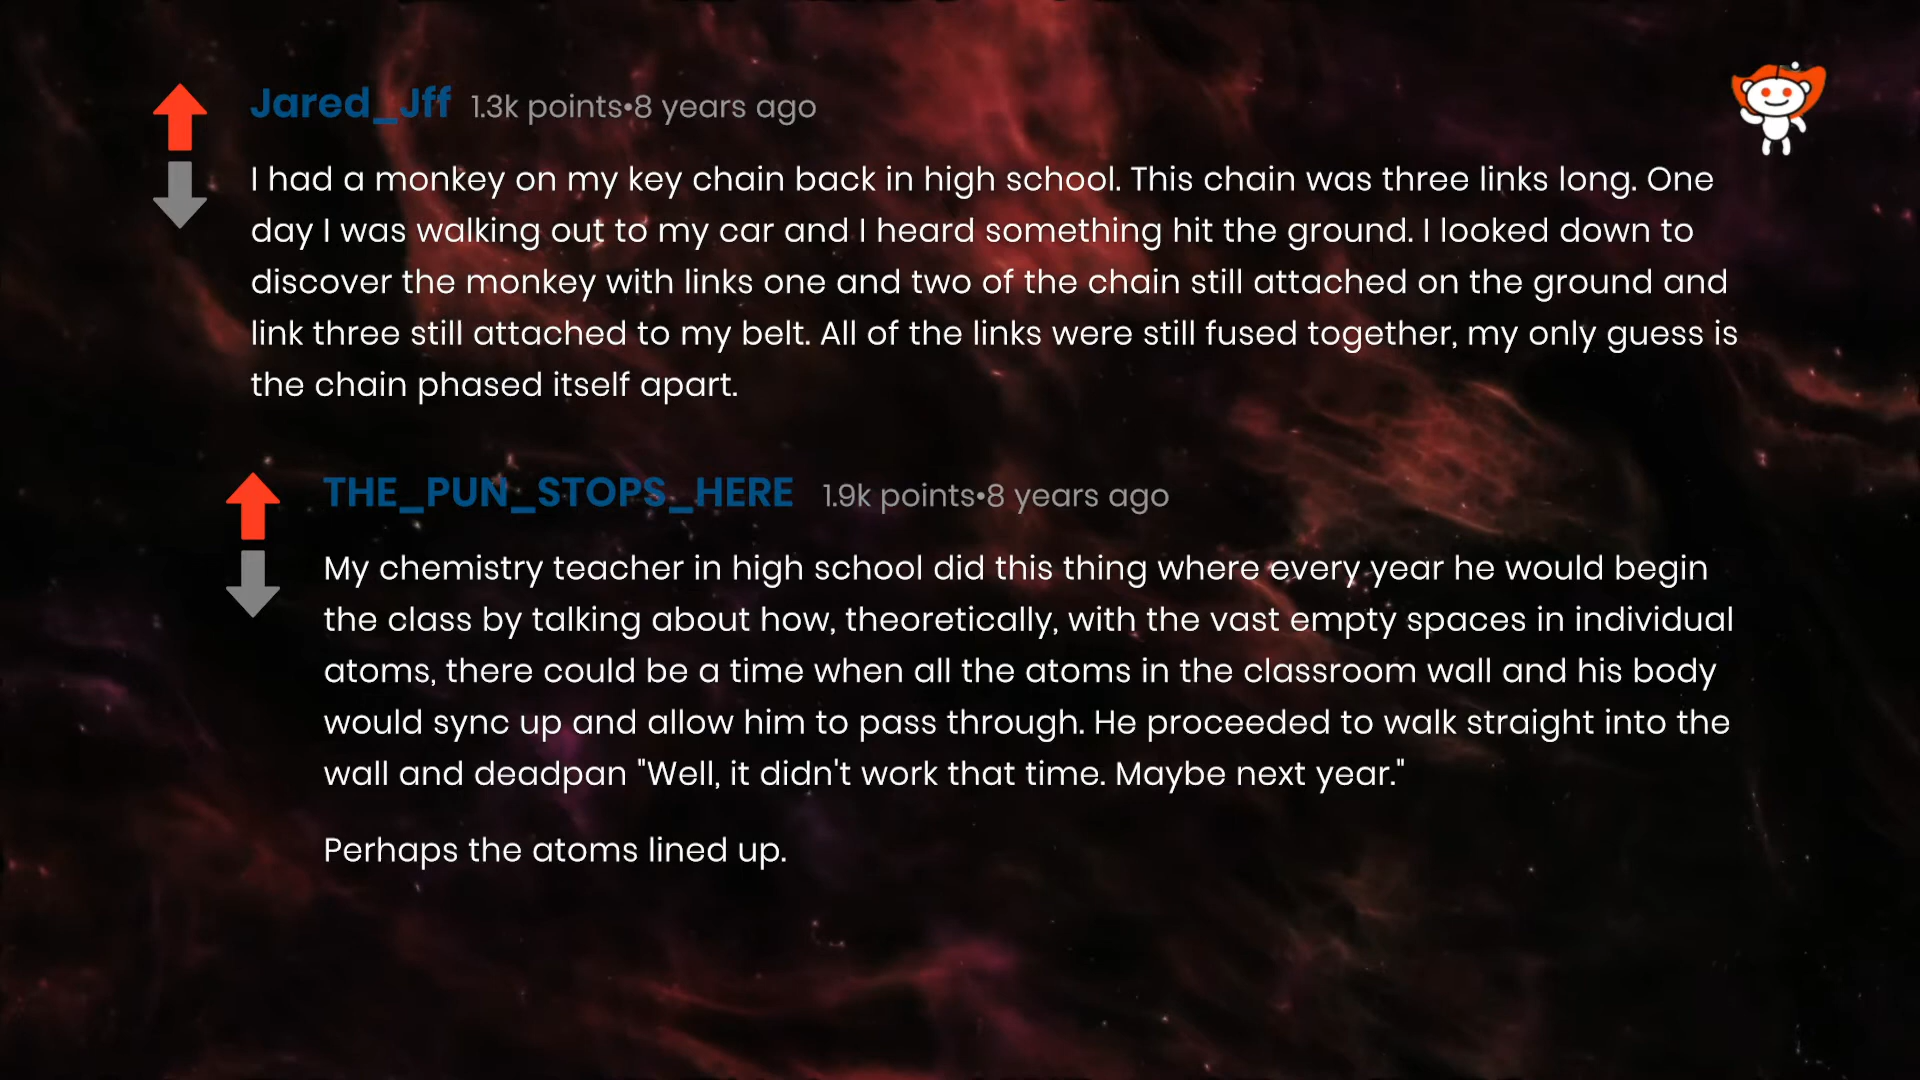 Jared_Jff 1.3k points•8 years ago
I had a monkey on my key chain back in high school. This chain was three links long. One
day I was walking out to my car and I heard something hit the ground. I looked down to
discover the monkey with links one and two of the chain still attached on the ground and
link three still attached to my belt. All of the links were still fused together, my only guess is
the chain phased itself apart.
THE_PUN_STOPS_HERE 1.9k points•8 years ago
My chemistry teacher in high school did this thing where every year he would begin
the class by talking about how, theoretically, with the vast empty spaces in individual
atoms, there could be a time when all the atoms in the classroom wall and his body
would sync up and allow him to pass through. He proceeded to walk straight into the
wall and deadpan "Well, it didn't work that time. Maybe next year."
Perhaps the atoms lined up.